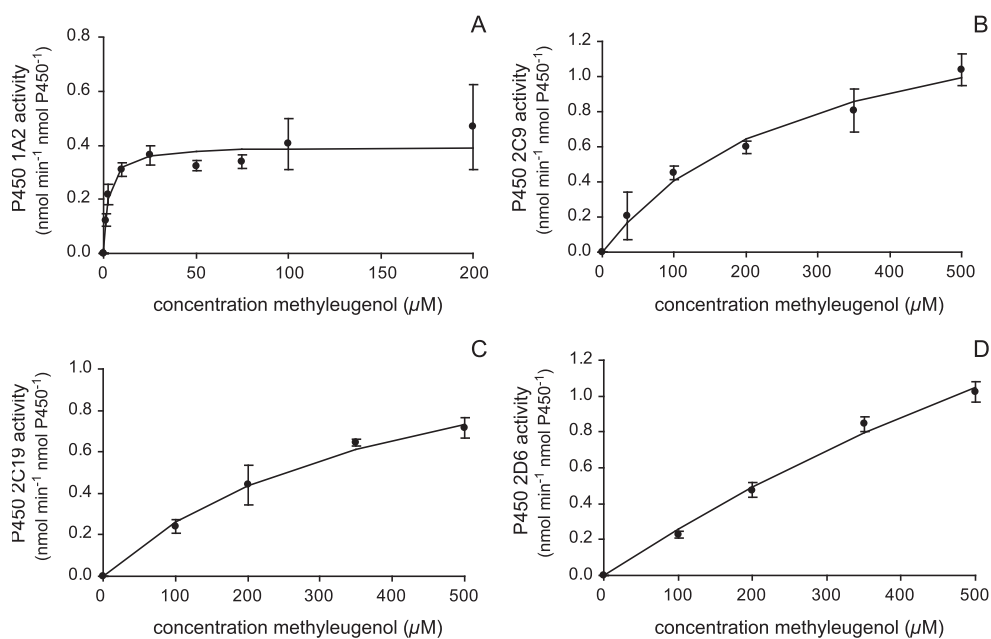 A
P450 1A2 activity
(nmol min⁻¹ nmol P450⁻¹)
0.8
0.6
0.4
0.2
0.0
0 50 100 150 200
concentration methyleugenol (µM)
B
P450 2C9 activity
(nmol min⁻¹ nmol P450⁻¹)
1.2
1.0
0.8
0.6
0.4
0.2
0.0
0 100 200 300 400 500
concentration methyleugenol (µM)
C
P450 2C19 activity
(nmol min⁻¹ nmol P450⁻¹)
1.0
0.8
0.6
0.4
0.2
0.0
0 100 200 300 400 500
concentration methyleugenol (µM)
D
P450 2D6 activity
(nmol min⁻¹ nmol P450⁻¹)
1.2
1.0
0.8
0.6
0.4
0.2
0.0
0 100 200 300 400 500
concentration methyleugenol (µM)